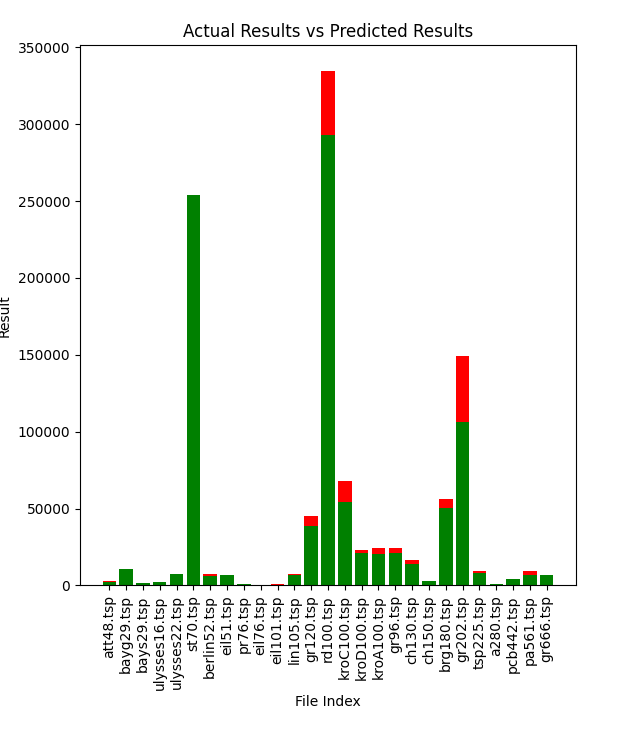 Actual Results vs Predicted Results
350000
300000
250000
200000
150000
100000
50000
0
Result
att48.tsp
bayg29.tsp
bays29.tsp
ulysses16.tsp
ulysses22.tsp
st70.tsp
berlin52.tsp
eil51.tsp
pr76.tsp
eil76.tsp
eil101.tsp
lin105.tsp
gr120.tsp
rd100.tsp
kroC100.tsp
kroD100.tsp
kroA100.tsp
gr96.tsp
ch130.tsp
ch150.tsp
brg180.tsp
gr202.tsp
tsp225.tsp
a280.tsp
pcb442.tsp
pa561.tsp
gr666.tsp
File Index